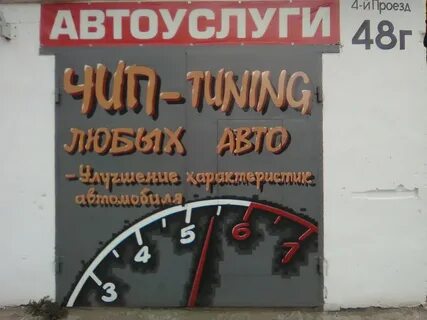 АВТОУСЛУГИ
4-й Проезд
48г
ЧИП-TUNING
ЛЮБЫХ АВТО
- Улучшение характеристик
автомобиля
3 4 5 6 7